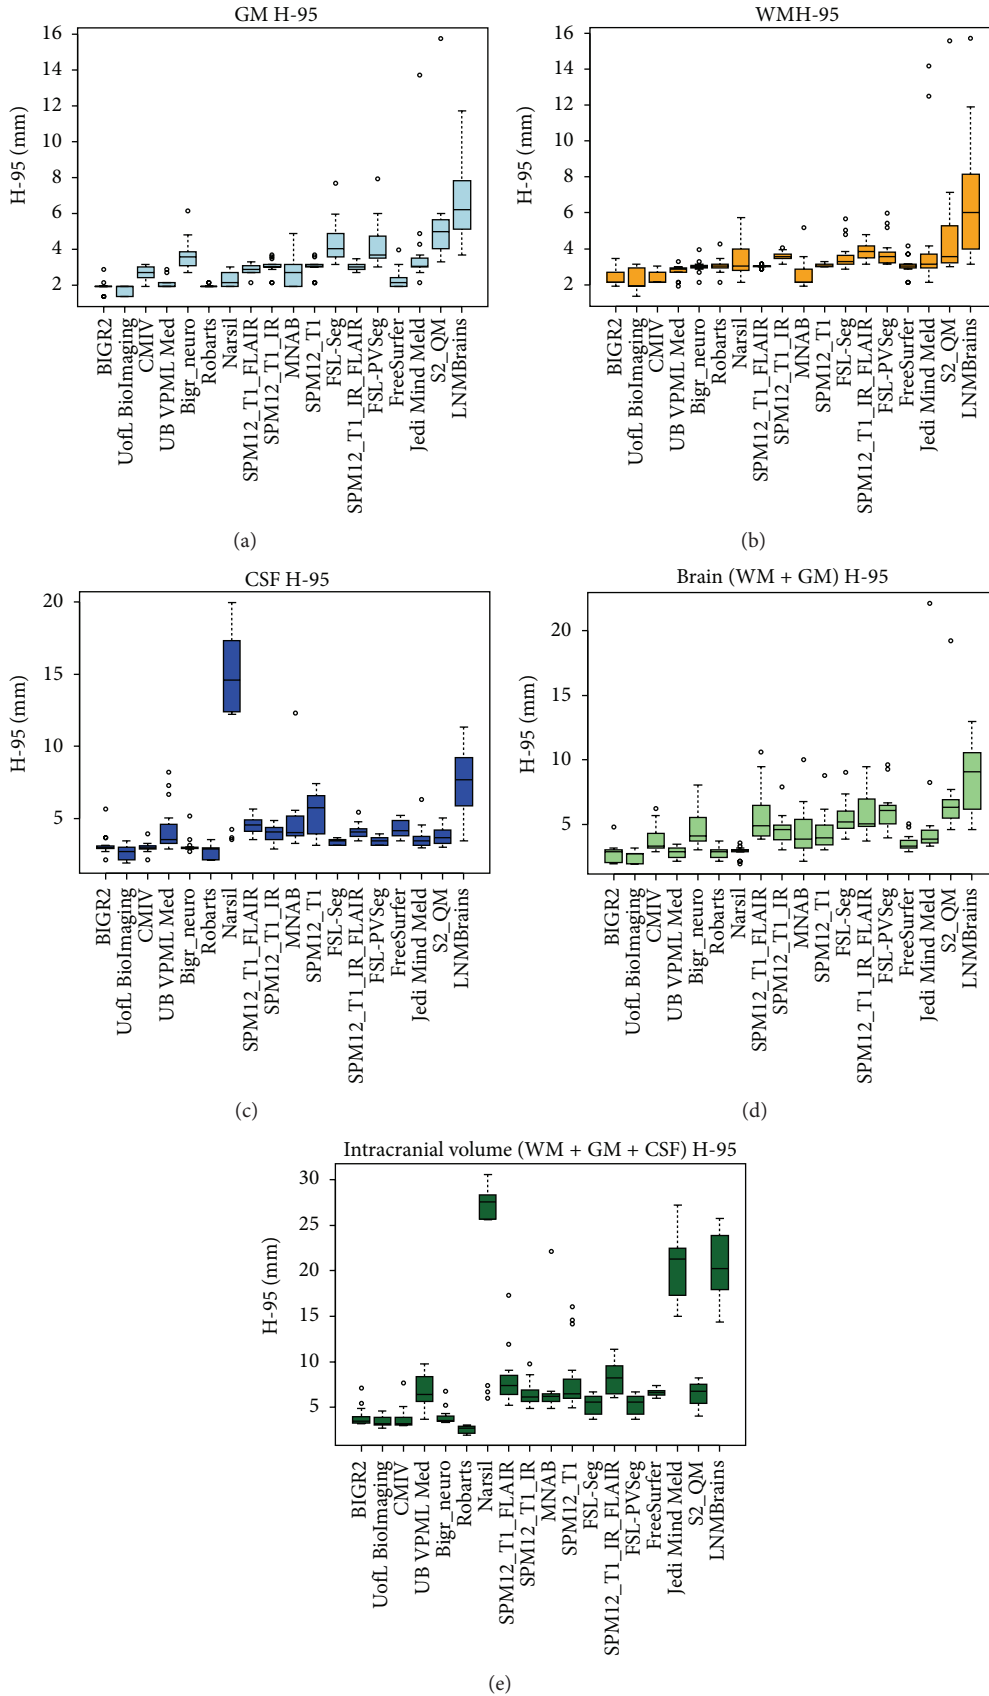 GM H-95
H-95 (mm)
16
14
12
10
8
6
4
2
BIGR2
UofL BioImaging
CMIV
UB VPML Med
Bigr_neuro
Robarts
Narsil
SPM12_T1_FLAIR
SPM12_T1_IR
MNAB
SPM12_T1
FSL-Seg
SPM12_T1_IR_FLAIR
FSL-PVSeg
FreeSurfer
Jedi Mind Meld
S2_QM
LNMBrains
(a)
WMH-95
H-95 (mm)
16
14
12
10
8
6
4
2
BIGR2
UofL BioImaging
CMIV
UB VPML Med
Bigr_neuro
Robarts
Narsil
SPM12_T1_FLAIR
SPM12_T1_IR
MNAB
SPM12_T1
FSL-Seg
SPM12_T1_IR_FLAIR
FSL-PVSeg
FreeSurfer
Jedi Mind Meld
S2_QM
LNMBrains
(b)
CSF H-95
H-95 (mm)
20
15
10
5
BIGR2
UofL BioImaging
CMIV
UB VPML Med
Bigr_neuro
Robarts
Narsil
SPM12_T1_FLAIR
SPM12_T1_IR
MNAB
SPM12_T1
FSL-Seg
SPM12_T1_IR_FLAIR
FSL-PVSeg
FreeSurfer
Jedi Mind Meld
S2_QM
LNMBrains
(c)
Brain (WM + GM) H-95
H-95 (mm)
20
15
10
5
BIGR2
UofL BioImaging
CMIV
UB VPML Med
Bigr_neuro
Robarts
Narsil
SPM12_T1_FLAIR
SPM12_T1_IR
MNAB
SPM12_T1
FSL-Seg
SPM12_T1_IR_FLAIR
FSL-PVSeg
FreeSurfer
Jedi Mind Meld
S2_QM
LNMBrains
(d)
Intracranial volume (WM + GM + CSF) H-95
H-95 (mm)
30
25
20
15
10
5
BIGR2
UofL BioImaging
CMIV
UB VPML Med
Bigr_neuro
Robarts
Narsil
SPM12_T1_FLAIR
SPM12_T1_IR
MNAB
SPM12_T1
FSL-Seg
SPM12_T1_IR_FLAIR
FSL-PVSeg
FreeSurfer
Jedi Mind Meld
S2_QM
LNMBrains
(e)